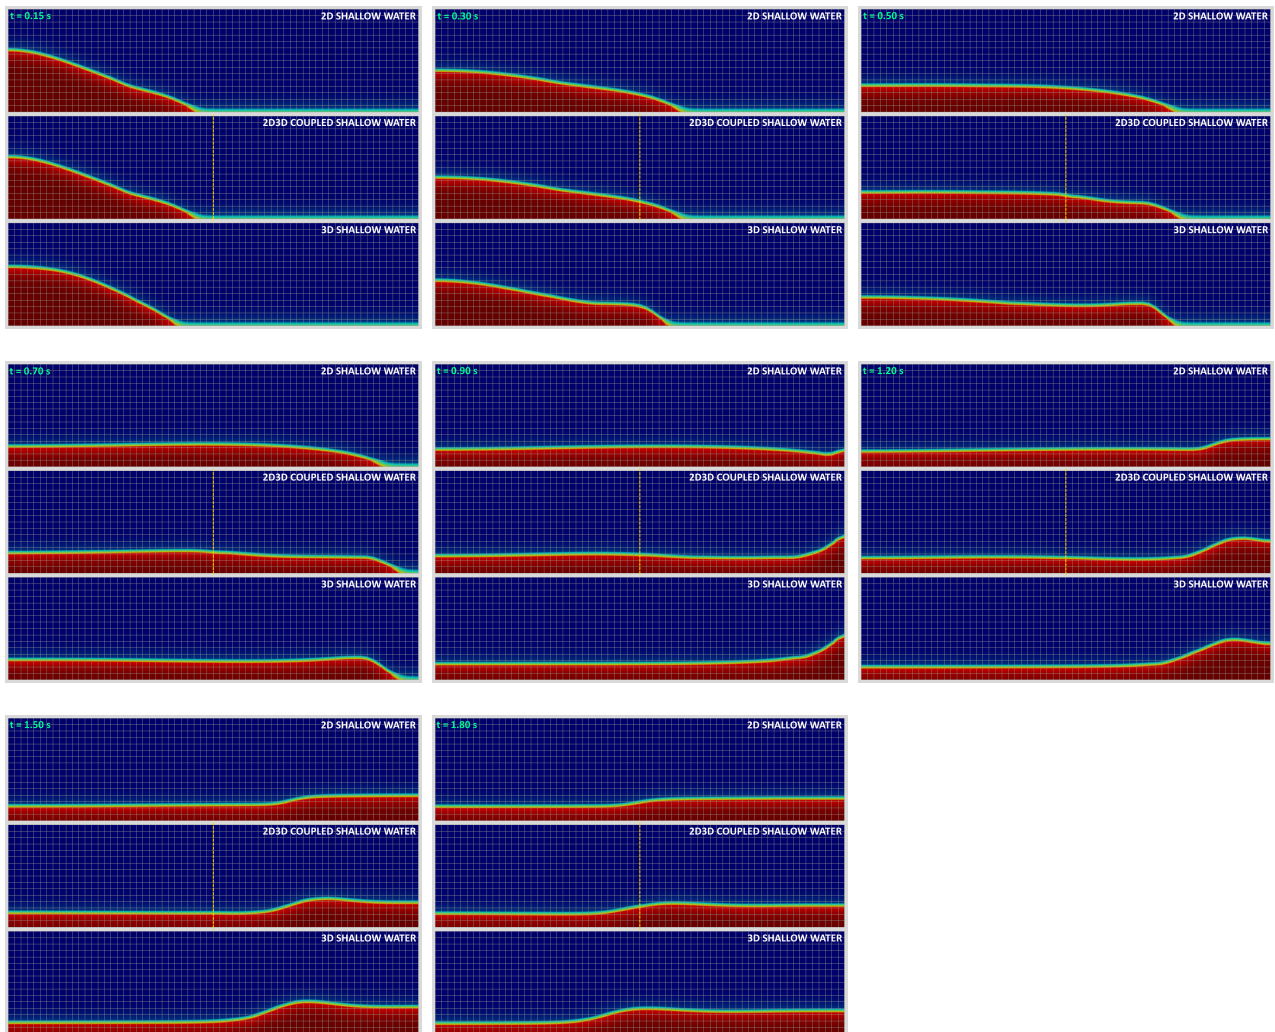 t = 0.15 s
2D SHALLOW WATER
2D3D COUPLED SHALLOW WATER
3D SHALLOW WATER
t = 0.30 s
2D SHALLOW WATER
2D3D COUPLED SHALLOW WATER
3D SHALLOW WATER
t = 0.50 s
2D SHALLOW WATER
2D3D COUPLED SHALLOW WATER
3D SHALLOW WATER
t = 0.70 s
2D SHALLOW WATER
2D3D COUPLED SHALLOW WATER
3D SHALLOW WATER
t = 0.90 s
2D SHALLOW WATER
2D3D COUPLED SHALLOW WATER
3D SHALLOW WATER
t = 1.20 s
2D SHALLOW WATER
2D3D COUPLED SHALLOW WATER
3D SHALLOW WATER
t = 1.50 s
2D SHALLOW WATER
2D3D COUPLED SHALLOW WATER
3D SHALLOW WATER
t = 1.80 s
2D SHALLOW WATER
2D3D COUPLED SHALLOW WATER
3D SHALLOW WATER